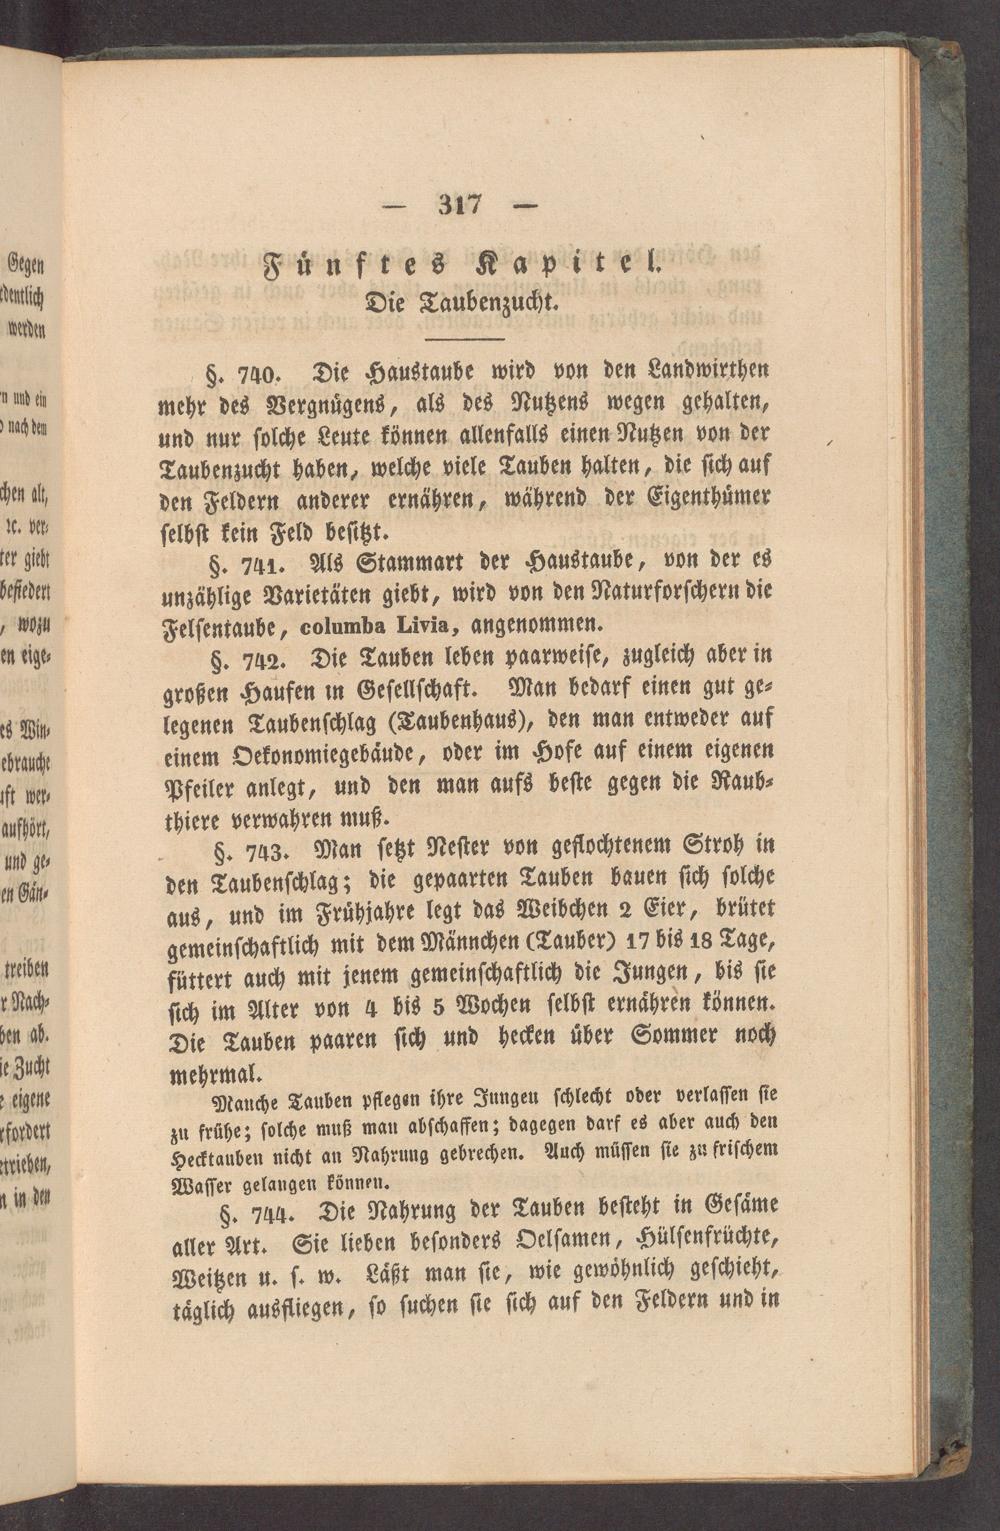 — 317 —
Fünftes Kapitel.
Die Taubenzucht.
§. 740. Die Haustaube wird von den Landwirthen
mehr des Vergnügens, als des Nutzens wegen gehalten,
und nur solche Leute können allenfalls einen Nutzen von der
Taubenzucht haben, welche viele Tauben halten, die sich auf
den Feldern anderer ernähren, während der Eigenthümer
selbst kein Feld besitzt.
§. 741. Als Stammart der Haustaube, von der es
unzählige Varietäten giebt, wird von den Naturforschern die
Felsentaube, columba Livia, angenommen.
§. 742. Die Tauben leben paarweise, zugleich aber in
großen Haufen in Gesellschaft. Man bedarf einen gut ge-
legenen Taubenschlag (Taubenhaus), den man entweder auf
einem Oekonomiegebäude, oder im Hofe auf einem eigenen
Pfeiler anlegt, und den man aufs beste gegen die Raub-
thiere verwahren muß.
§. 743. Man setzt Nester von geflochtenem Stroh in
den Taubenschlag; die gepaarten Tauben bauen sich solche
aus, und im Frühjahre legt das Weibchen 2 Eier, brütet
gemeinschaftlich mit dem Männchen (Tauber) 17 bis 18 Tage,
füttert auch mit jenem gemeinschaftlich die Jungen, bis sie
sich im Alter von 4 bis 5 Wochen selbst ernähren können.
Die Tauben paaren sich und hecken über Sommer noch
mehrmal.
Manche Tauben pflegen ihre Jungen schlecht oder verlassen sie
zu frühe; solche muß man abschaffen; dagegen darf es aber auch den
Hecktauben nicht an Nahrung gebrechen. Auch müssen sie zu frischem
Wasser gelangen können.
§. 744. Die Nahrung der Tauben besteht in Gesäme
aller Art. Sie lieben besonders Oelsamen, Hülsenfrüchte,
Weitzen u. s. w. Läßt man sie, wie gewöhnlich geschieht,
täglich ausfliegen, so suchen sie sich auf den Feldern und in